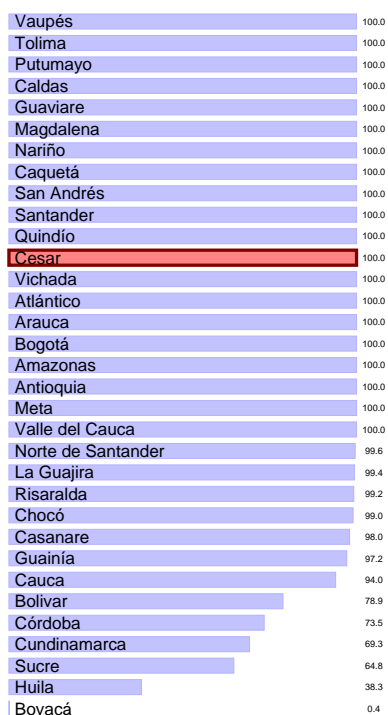 Vaupés 100.0
Tolima 100.0
Putumayo 100.0
Caldas 100.0
Guaviare 100.0
Magdalena 100.0
Nariño 100.0
Caquetá 100.0
San Andrés 100.0
Santander 100.0
Quindío 100.0
Cesar 100.0
Vichada 100.0
Atlántico 100.0
Arauca 100.0
Bogotá 100.0
Amazonas 100.0
Antioquia 100.0
Meta 100.0
Valle del Cauca 100.0
Norte de Santander 99.6
La Guajira 99.4
Risaralda 99.2
Chocó 99.0
Casanare 98.0
Guainía 97.2
Cauca 94.0
Bolivar 78.9
Córdoba 73.5
Cundinamarca 69.3
Sucre 64.8
Huila 38.3
Boyacá 0.4